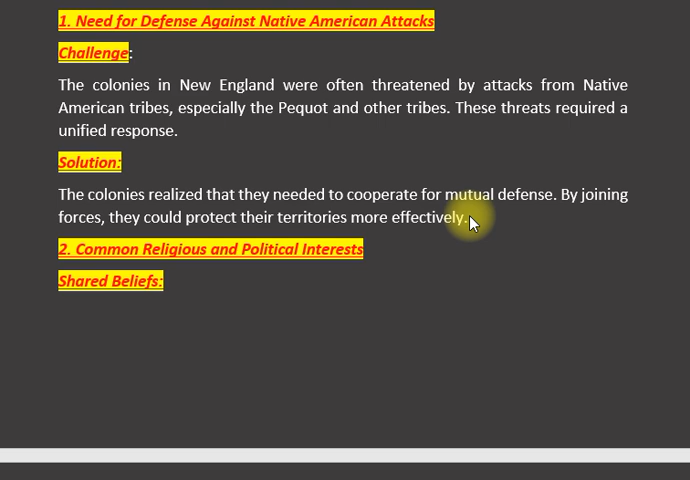 1. Need for Defense Against Native American Attacks
Challenge:
The colonies in New England were often threatened by attacks from Native
American tribes, especially the Pequot and other tribes. These threats required a
unified response.
Solution:
The colonies realized that they needed to cooperate for mutual defense. By joining
forces, they could protect their territories more effectively.
2. Common Religious and Political Interests
Shared Beliefs: